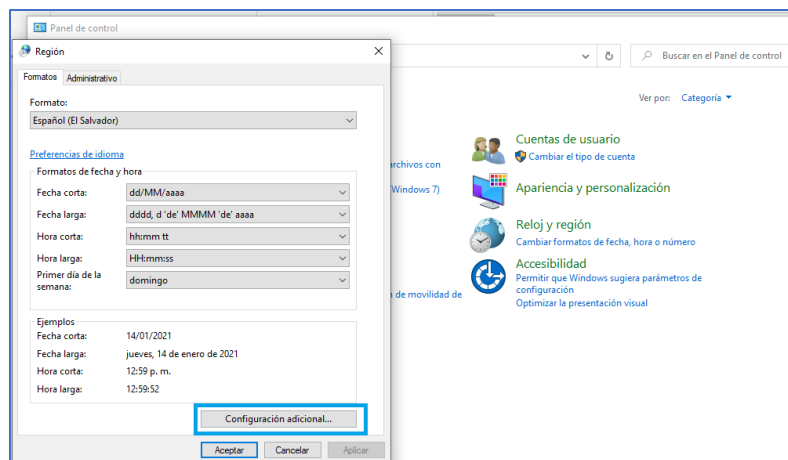 Panel de control
Región
Formatos Administrativo
Formato:
Español (El Salvador)
Preferencias de idioma
Formatos de fecha y hora
Fecha corta: dd/MM/aaaa
Fecha larga: dddd, d 'de' MMMM 'de' aaaa
Hora corta: hh:mm tt
Hora larga: HH:mm:ss
Primer día de la
semana: domingo
Ejemplos
Fecha corta: 14/01/2021
Fecha larga: jueves, 14 de enero de 2021
Hora corta: 12:59 p. m.
Hora larga: 12:59:52
Configuración adicional...
Aceptar Cancelar Aplicar
Buscar en el Panel de control
Ver por: Categoría
archivos con
Windows 7)
de movilidad de
Cuentas de usuario
Cambiar el tipo de cuenta
Apariencia y personalización
Reloj y región
Cambiar formatos de fecha, hora o número
Accesibilidad
Permitir que Windows sugiera parámetros de
configuración
Optimizar la presentación visual